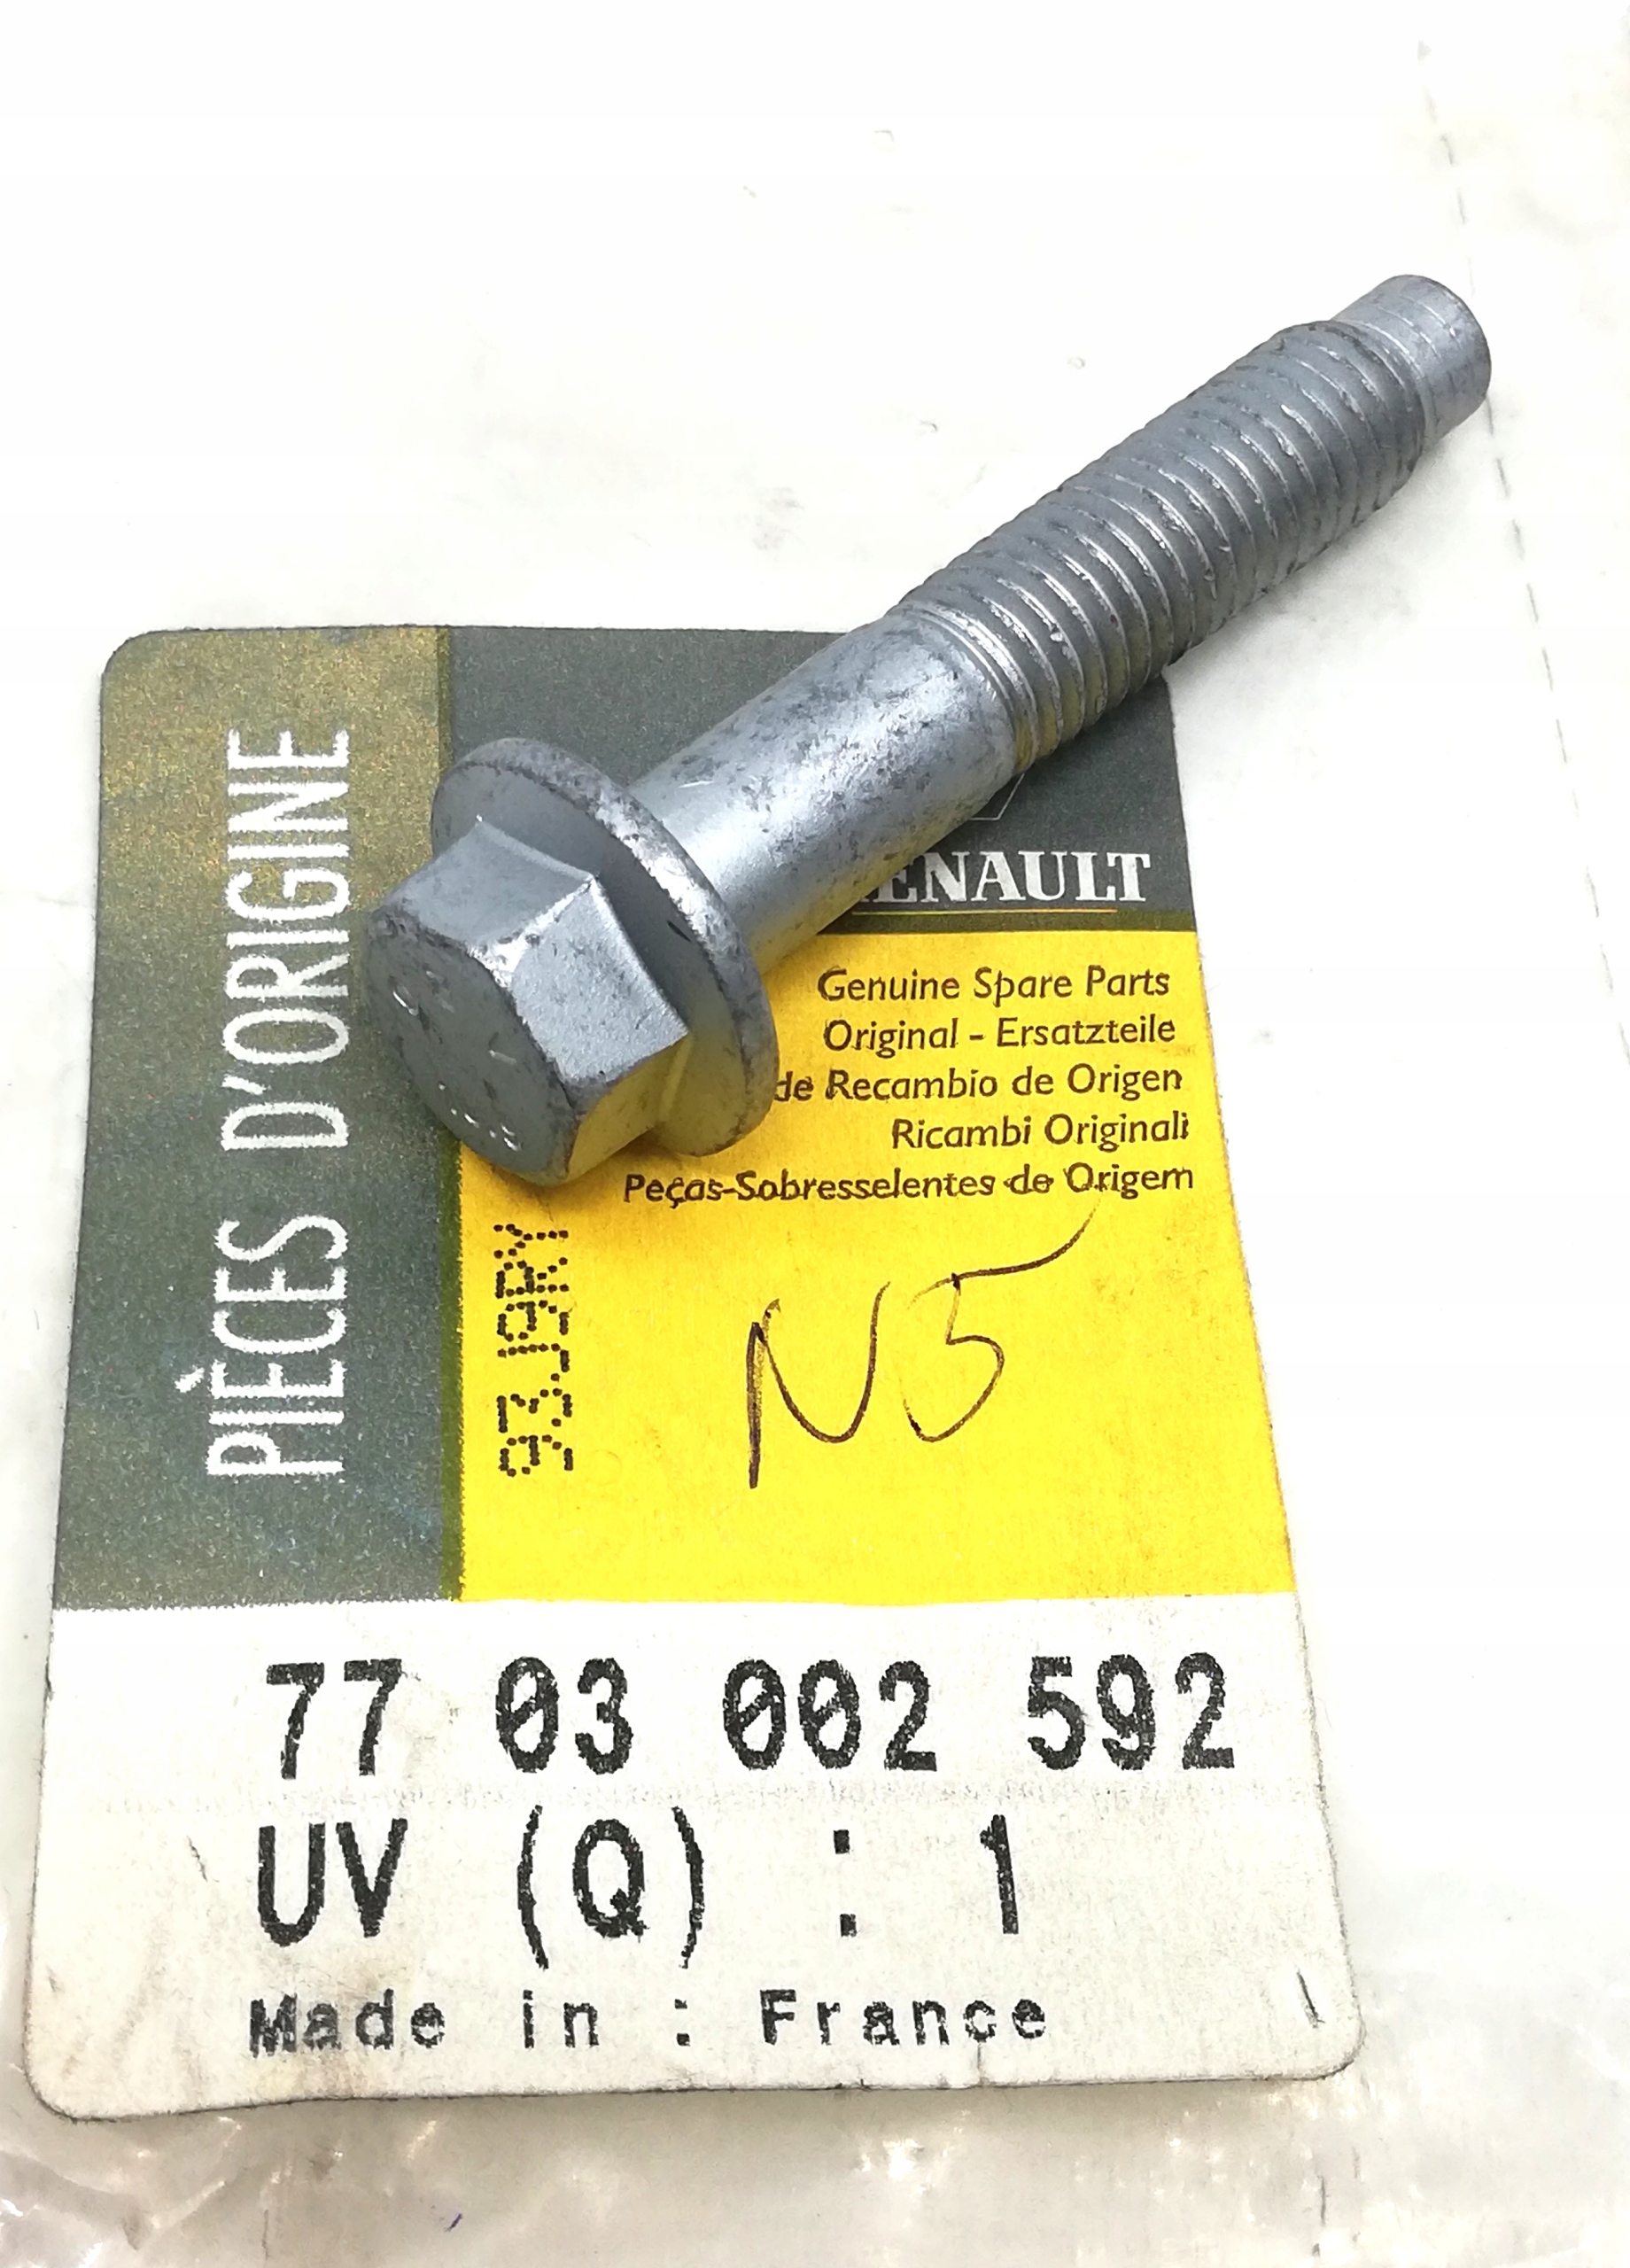 PIÈCES D'ORIGINE
RENAULT
Genuine Spare Parts
Original - Ersatzteile
de Recambio de Origen
Ricambi Originali
Peças-Sobresselentes de Origem
N5
77 03 002 592
UV (Q) : 1
Made in : France